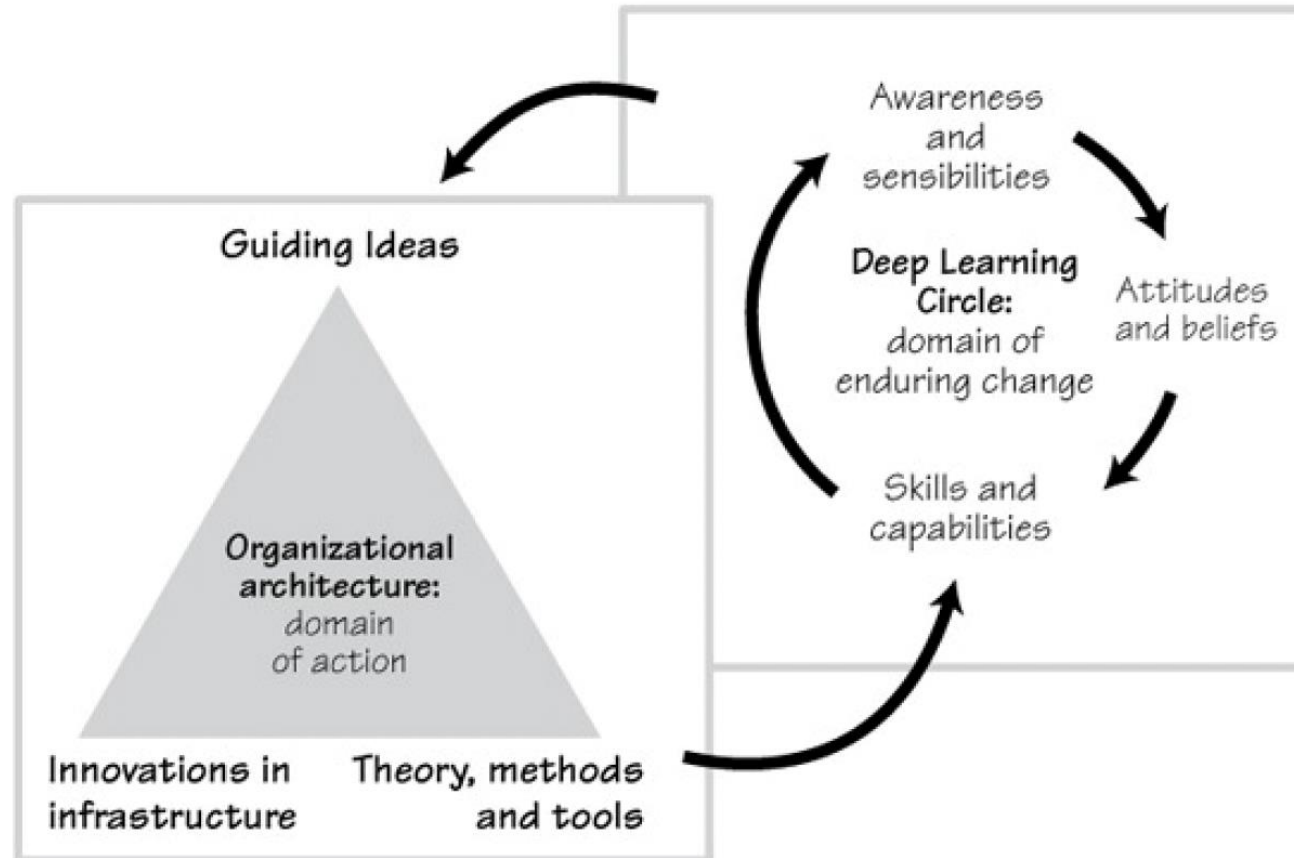 Awareness
and
sensibilities
Deep Learning
Circle:
domain of
enduring change
Attitudes
and beliefs
Skills and
capabilities
Guiding Ideas
Organizational
architecture:
domain
of action
Innovations in
infrastructure
Theory, methods
and tools